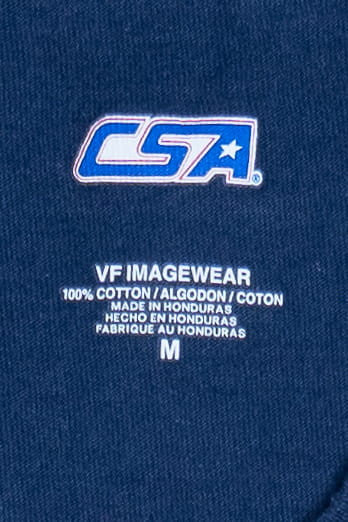 CSA®
VF IMAGEWEAR
100% COTTON / ALGODON / COTON
MADE IN HONDURAS
HECHO EN HONDURAS
FABRIQUE AU HONDURAS
M